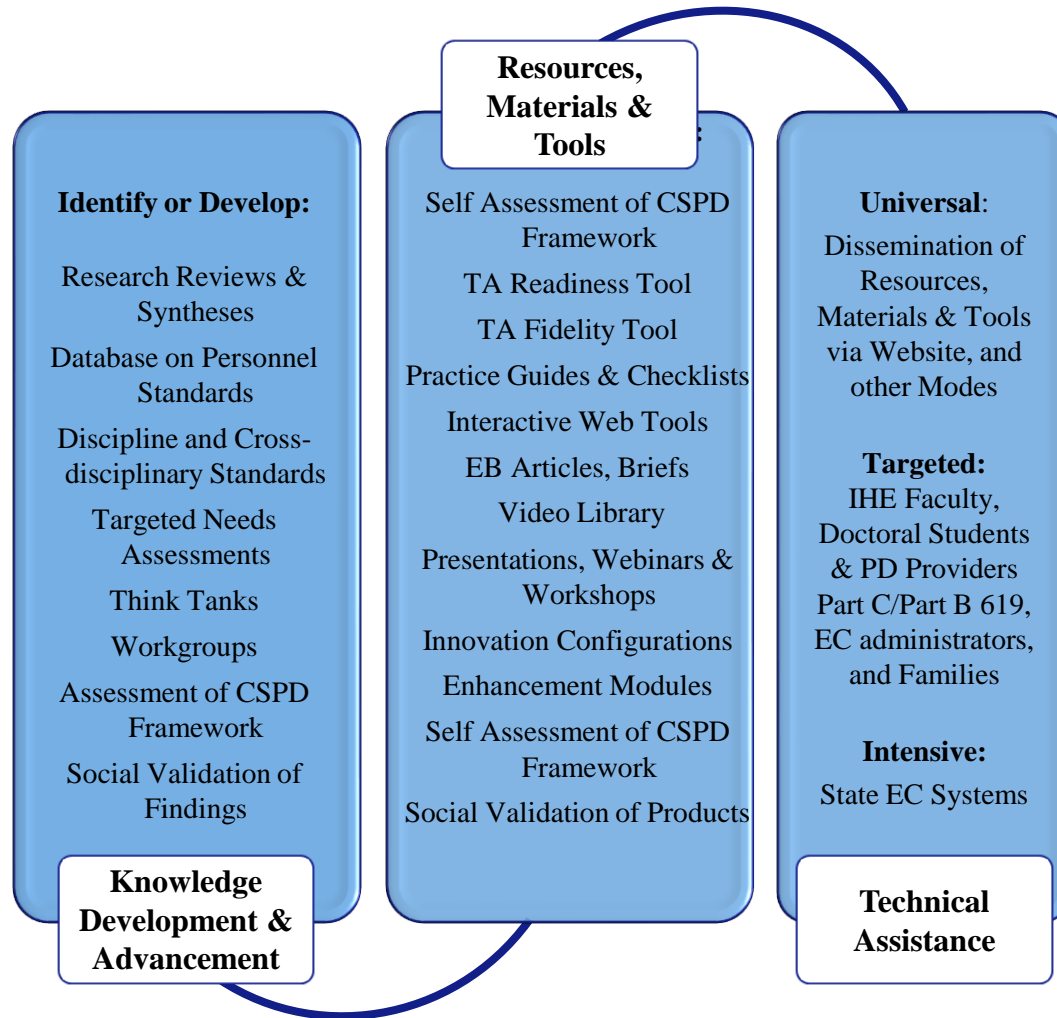 Identify or Develop:
Research Reviews &
Syntheses
Database on Personnel
Standards
Discipline and Cross-
disciplinary Standards
Targeted Needs
Assessments
Think Tanks
Workgroups
Assessment of CSPD
Framework
Social Validation of
Findings
Knowledge
Development &
Advancement
Resources,
Materials &
Tools
:
Self Assessment of CSPD
Framework
TA Readiness Tool
TA Fidelity Tool
Practice Guides & Checklists
Interactive Web Tools
EB Articles, Briefs
Video Library
Presentations, Webinars &
Workshops
Innovation Configurations
Enhancement Modules
Self Assessment of CSPD
Framework
Social Validation of Products
Universal:
Dissemination of
Resources,
Materials & Tools
via Website, and
other Modes
Targeted:
IHE Faculty,
Doctoral Students
& PD Providers
Part C/Part B 619,
EC administrators,
and Families
Intensive:
State EC Systems
Technical
Assistance